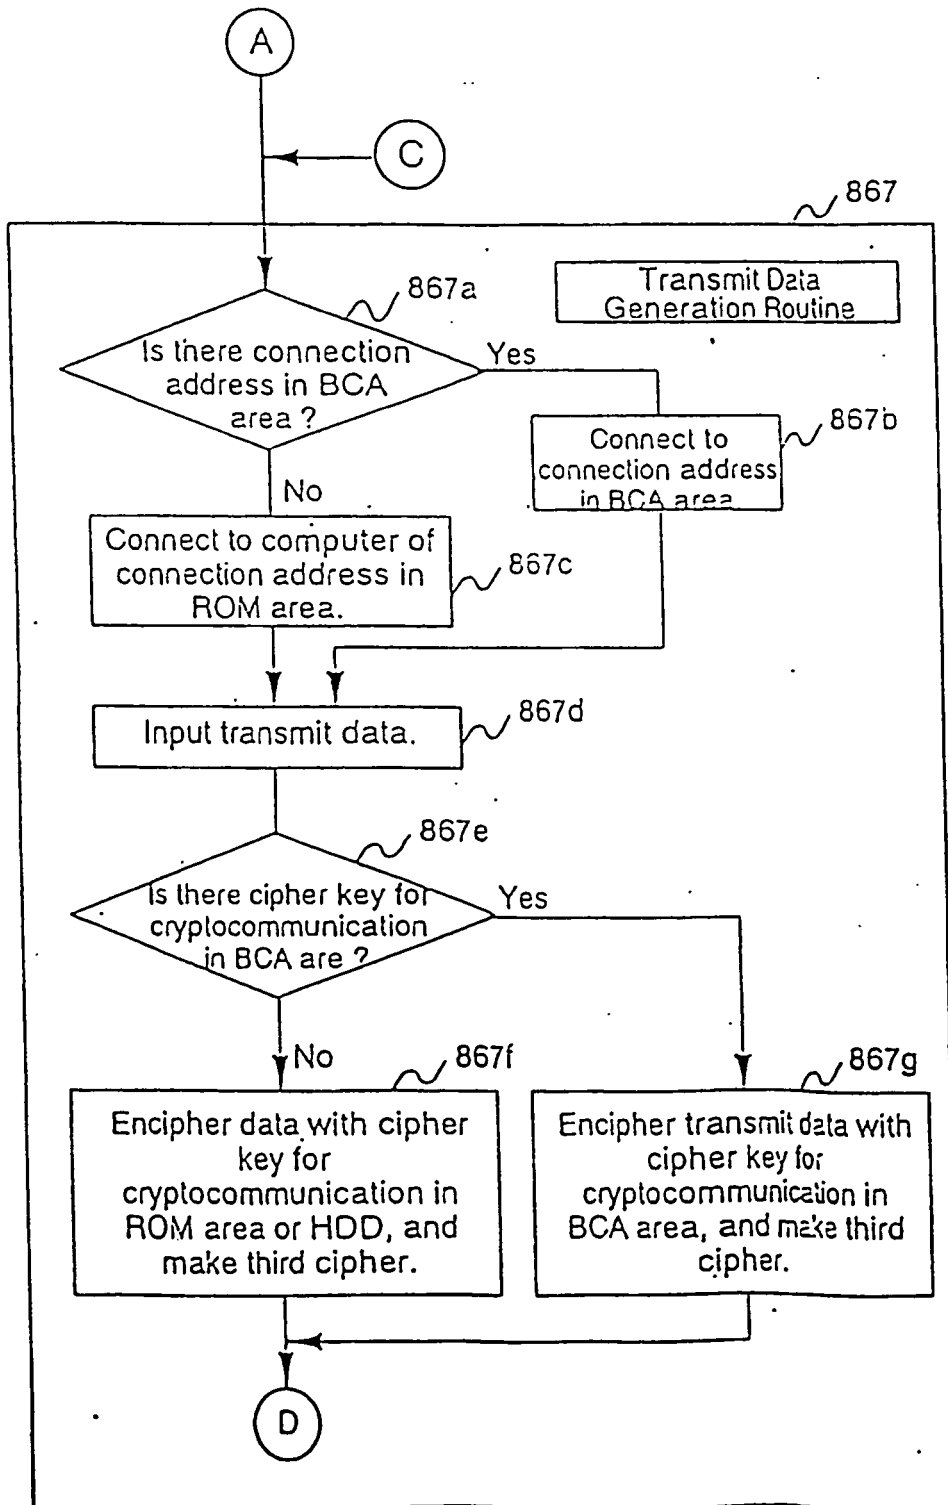 A
C
867
867a
Transmit Data
Generation Routine
Is there connection
address in BCA
area ?
Yes
867b
Connect to
connection address
in BCA area
No
Connect to computer of
connection address in
ROM area.
867c
Input transmit data.
867d
867e
Is there cipher key for
cryptocommunication
in BCA are ?
Yes
No
867f
867g
Encipher data with cipher
key for
cryptocommunication in
ROM area or HDD, and
make third cipher.
Encipher transmit data with
cipher key for
cryptocommunication in
BCA area, and make third
cipher.
D